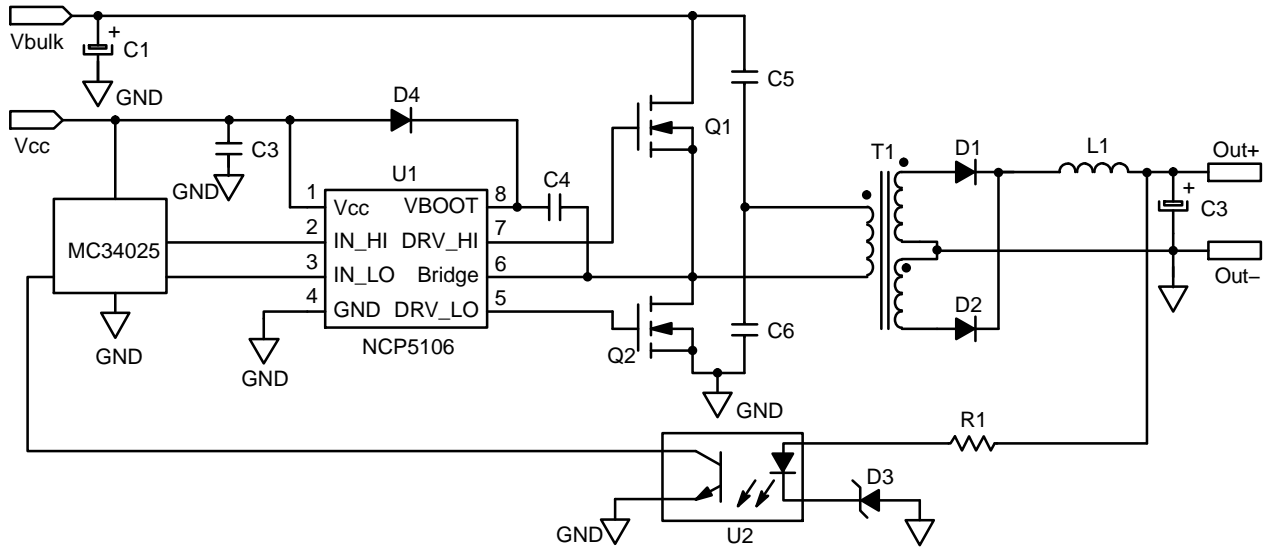 Vbulk
+
C1
GND
Vcc
C3
GND
D4
U1
C4
Q1
C5
T1
D1
L1
Out+
+
C3
Out–
MC34025
GND
1
Vcc
VBOOT
8
2
IN_HI
DRV_HI
7
3
IN_LO
Bridge
6
4
GND
DRV_LO
5
NCP5106
GND
Q2
C6
GND
D2
R1
D3
GND
U2